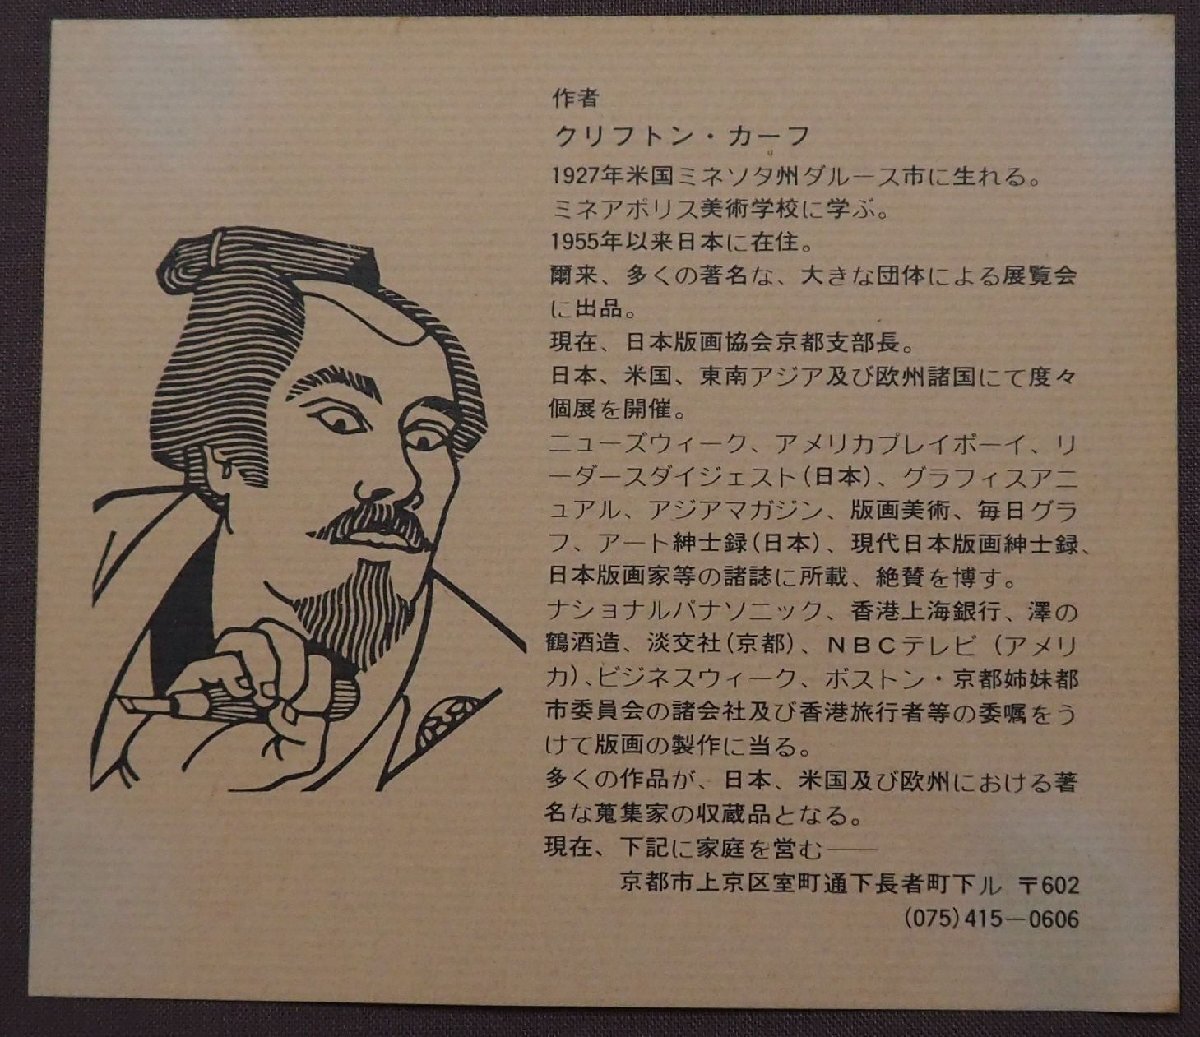 作者
クリフトン・カーフ
1927年米国ミネソタ州ダルース市に生れる。
ミネアポリス美術学校に学ぶ。
1955年以来日本に在住。
爾来、多くの著名な、大きな団体による展覧会
に出品。
現在、日本版画協会京都支部長。
日本、米国、東南アジア及び欧州諸国にて度々
個展を開催。
ニューズウィーク、アメリカプレイボーイ、リ
ーダースダイジェスト(日本)、グラフィスアニ
ュアル、アジアマガジン、版画美術、毎日グラ
フ、アート紳士録(日本)、現代日本版画紳士録、
日本版画家等の諸誌に所載、絶賛を博す。
ナショナルパナソニック、香港上海銀行、澤の
鶴酒造、淡交社(京都)、NBCテレビ(アメリ
カ)、ビジネスウィーク、ボストン・京都姉妹都
市委員会の諸会社及び香港旅行者等の委嘱をう
けて版画の製作に当る。
多くの作品が、日本、米国及び欧州における著
名な蒐集家の収蔵品となる。
現在、下記に家庭を営む——
京都市上京区室町通下長者町下ル 〒602
(075)415-0606